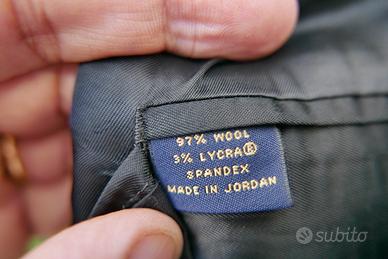 97% WOOL
3% LYCRA®
SPANDEX
MADE IN JORDAN
subito